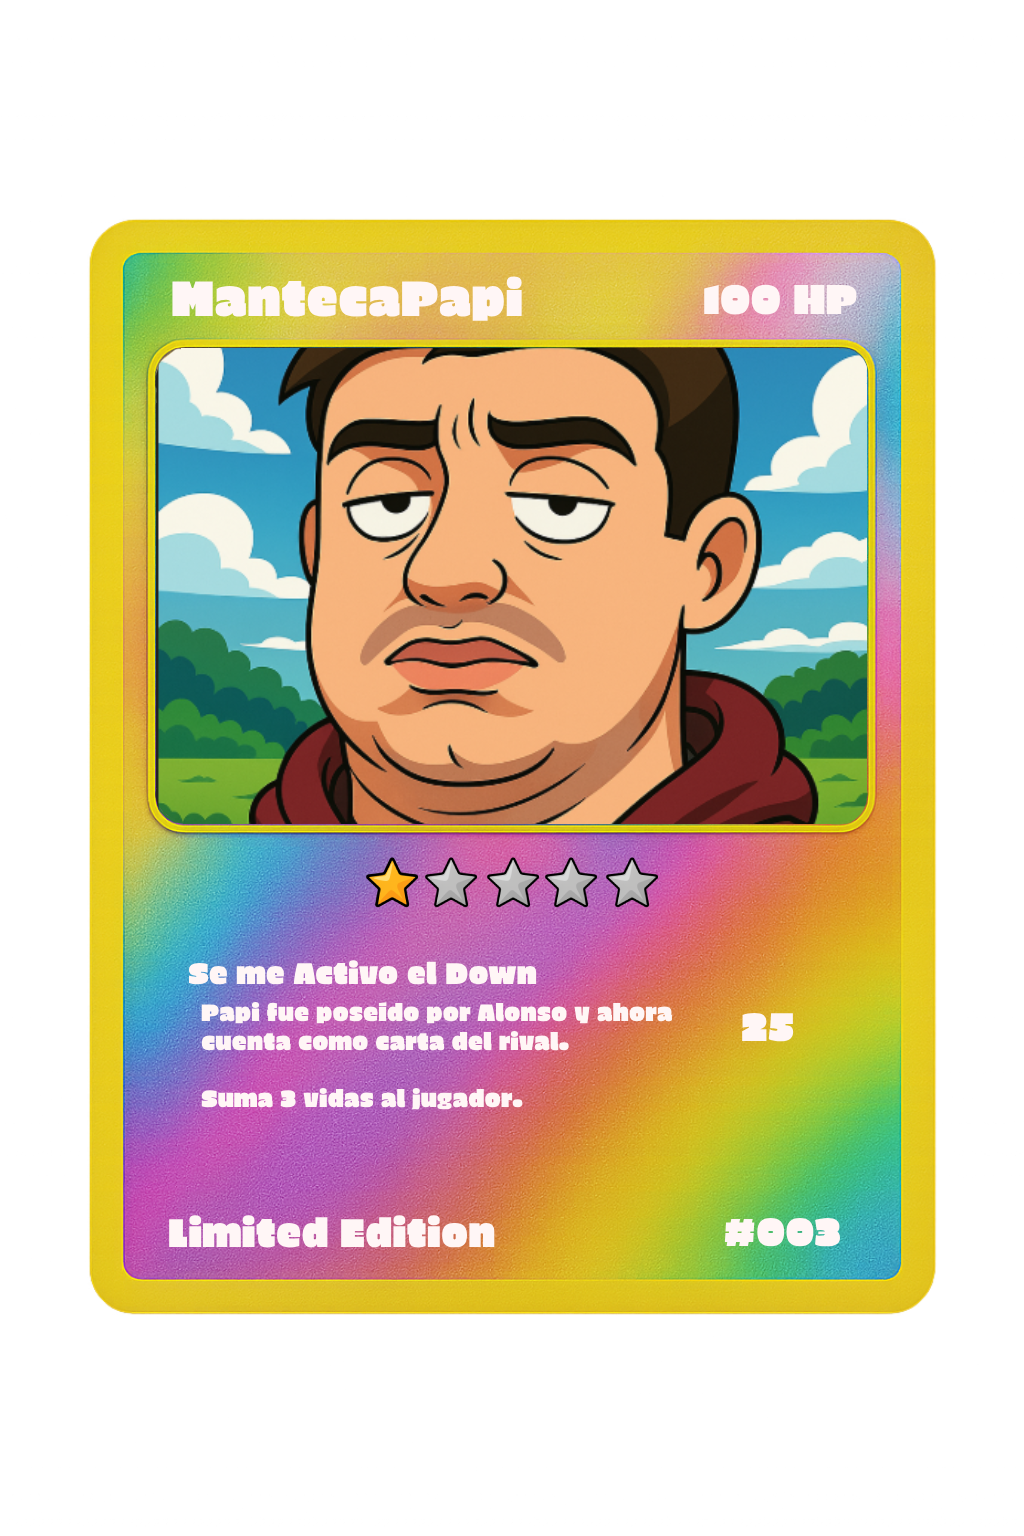 MantecaPapi 100 HP
Se me Activo el Down
Papi fue poseído por Alonso y ahora
cuenta como carta del rival.
25
Suma 3 vidas al jugador.
Limited Edition #003